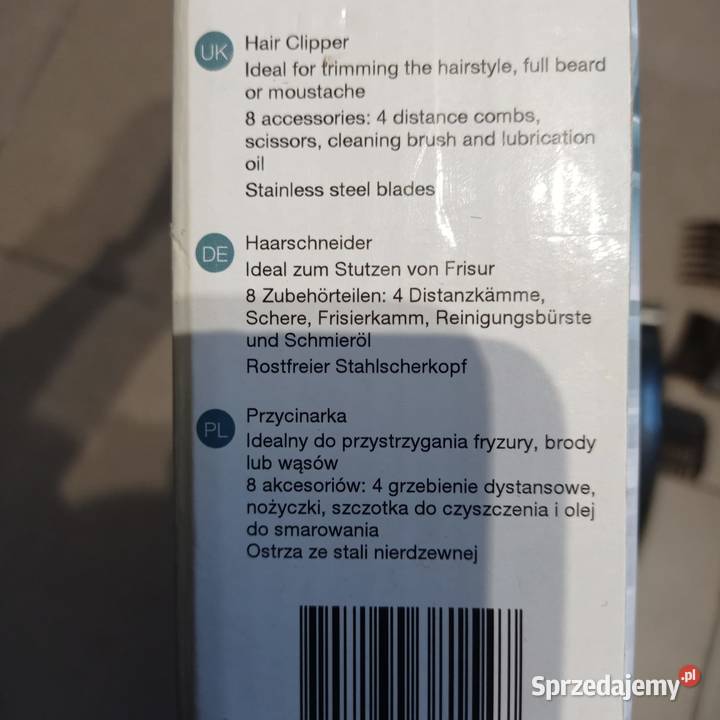 UK
Hair Clipper
Ideal for trimming the hairstyle, full beard
or moustache
8 accessories: 4 distance combs,
scissors, cleaning brush and lubrication
oil
Stainless steel blades
DE
Haarschneider
Ideal zum Stutzen von Frisur
8 Zubehörteilen: 4 Distanzkämme,
Schere, Frisierkamm, Reinigungsbürste
und Schmieröl
Rostfreier Stahlscherkopf
PL
Przycinarka
Idealny do przystrzygania fryzury, brody
lub wąsów
8 akcesoriów: 4 grzebienie dystansowe,
nożyczki, szczotka do czyszczenia i olej
do smarowania
Ostrza ze stali nierdzewnej
Sprzedajemy.pl